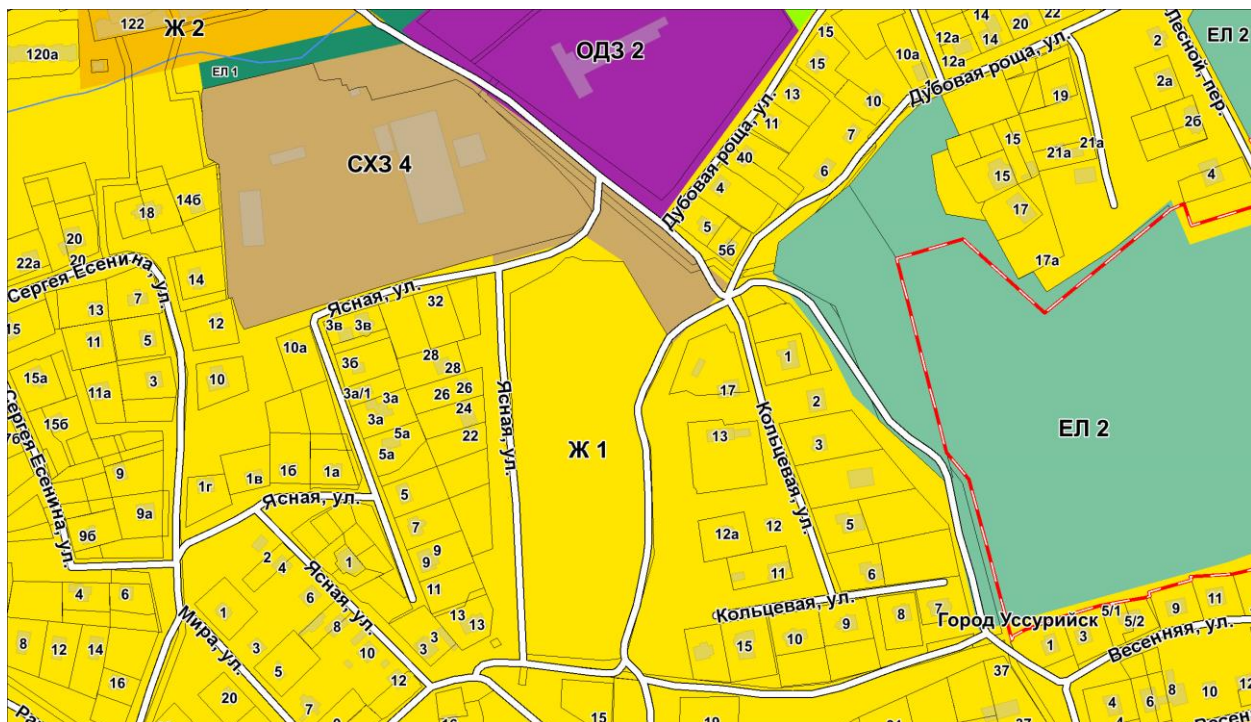 122
Ж 2
120а
ЕЛ 1
ОДЗ 2
15
15
13
11
40
4
5
5б
Дубовая роща, ул.
10а
10
7
6
12а
12а
14
14
20
22
Дубовая роща, ул.
Лесной, пер.
ЕЛ 2
2
2а
2б
4
19
15
15
21а
21а
17
17а
СХЗ 4
18
14б
20
20
22а
14
Сергея Есенина, ул.
15
13
7
11
5
12
15а
11а
3
10
15б
Сергея Есенина, ул.
9
9а
9б
Ясная, ул.
10а
3в
3в
32
3б
28
28
3а/1
3а
3а
26
26
24
22
5а
5а
5
7
9
9
11
13
13
3
3
Ясная, ул.
Ж 1
1г
1в
1б
1а
Ясная, ул.
2
4
1
6
8
10
12
Ясная, ул.
4
6
8
12
14
16
Мира, ул.
1
3
5
7
20
17
1
2
13
3
12а
12
5
11
6
Кольцевая, ул.
Кольцевая, ул.
15
10
9
8
7
ЕЛ 2
Город Уссурийск
5/1
5/2
1
3
9
11
Весенняя, ул.
37
4
6
8
10
15